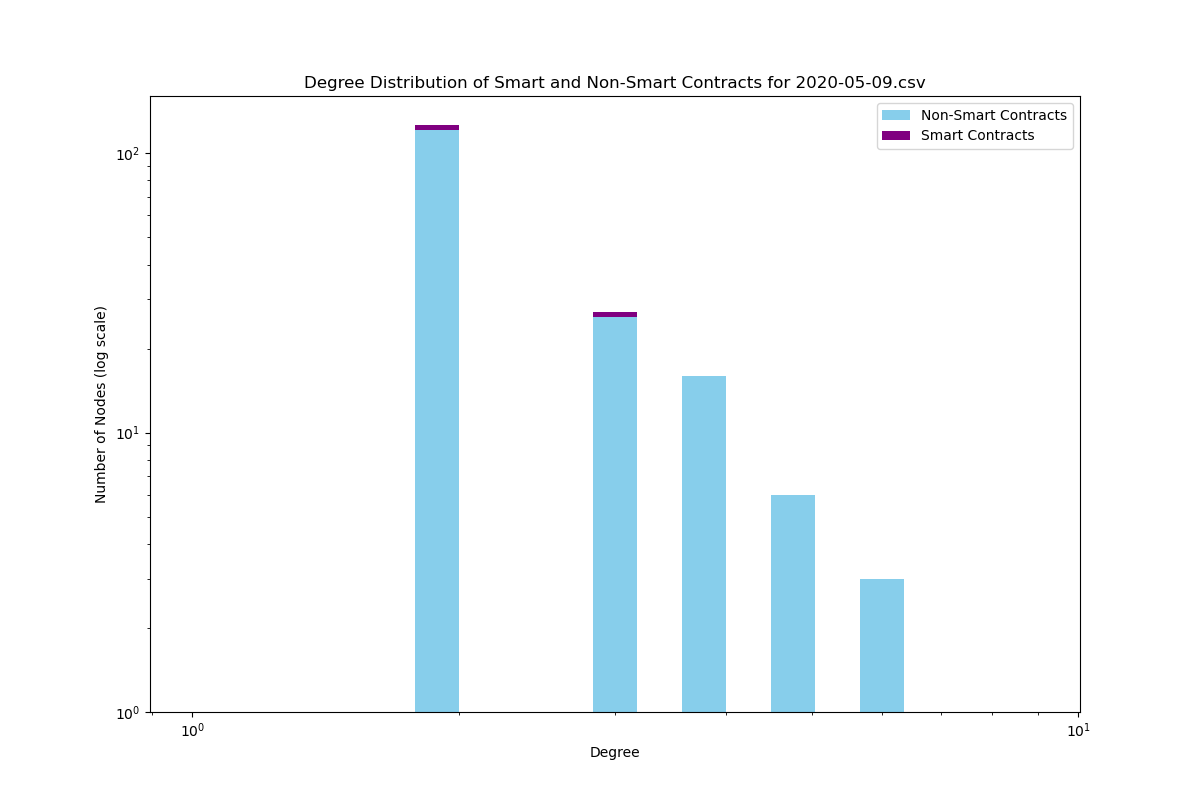 Degree Distribution of Smart and Non-Smart Contracts for 2020-05-09.csv
Non-Smart Contracts
Smart Contracts
10²
10¹
10⁰
Number of Nodes (log scale)
10⁰
10¹
Degree